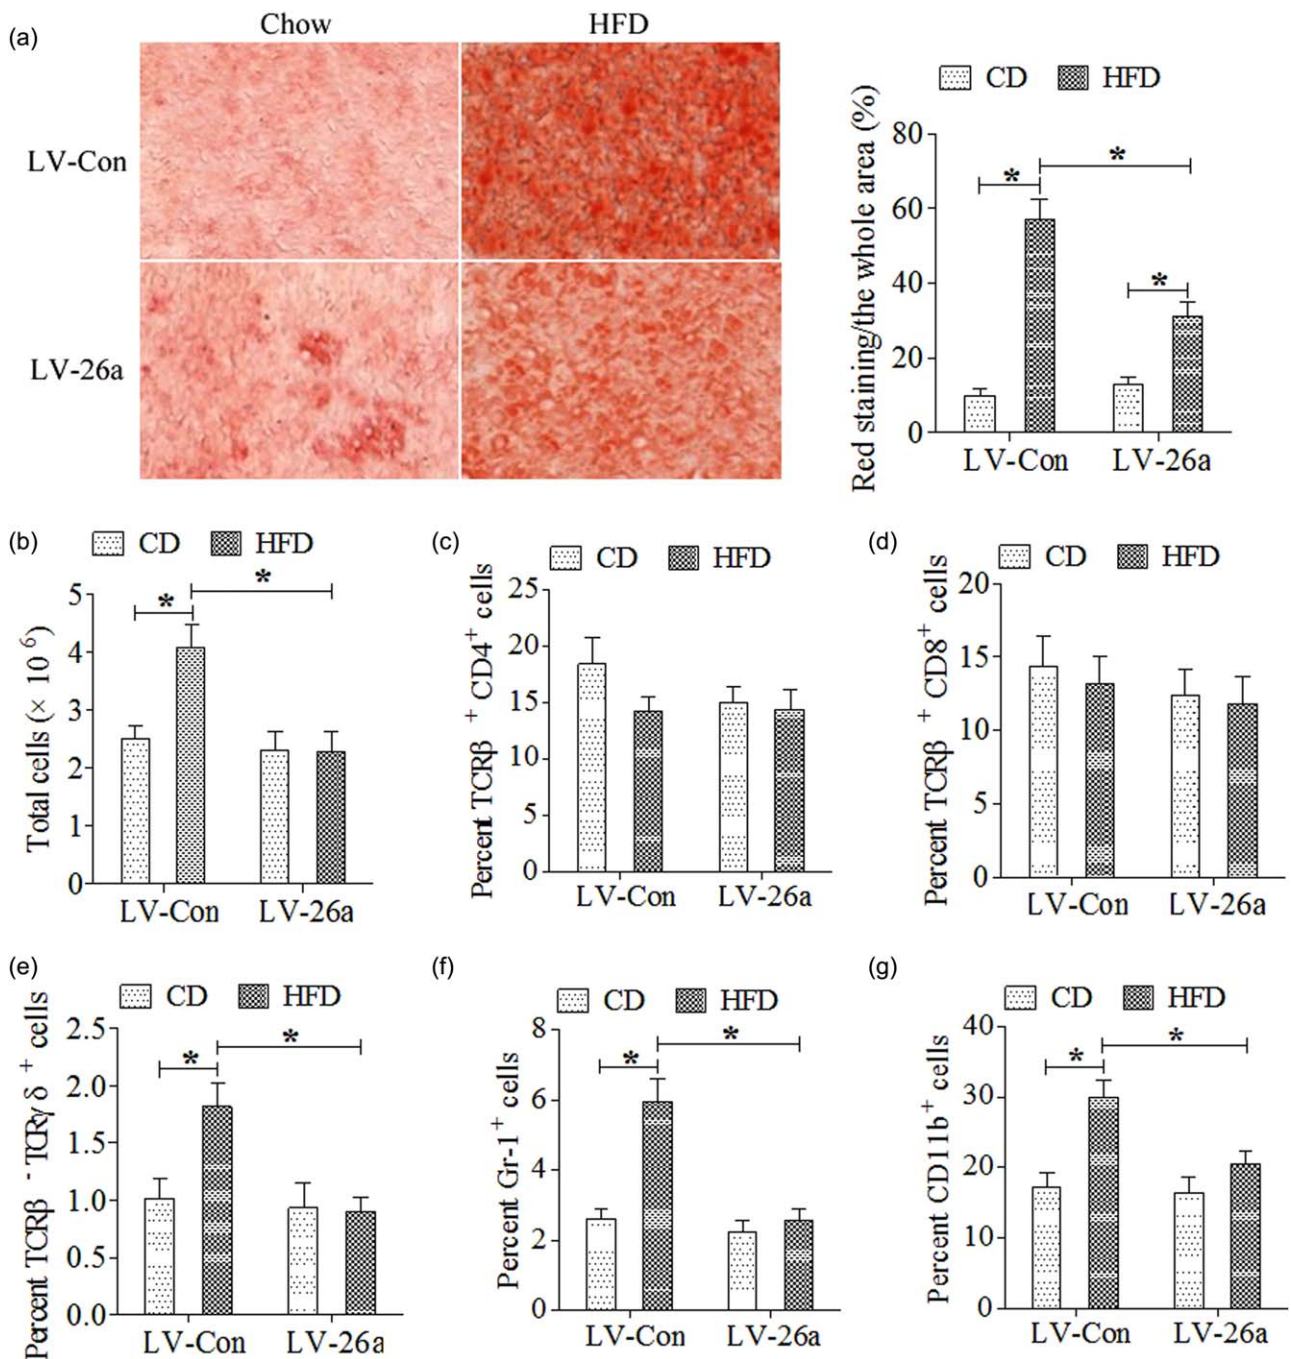 (a)
Chow HFD
LV-Con
LV-26a
CD HFD
Red staining/the whole area (%)
80
60
40
20
0
* * *
LV-Con LV-26a
(b)
CD HFD
Total cells (× 10⁶)
5
4
3
2
1
0
* *
LV-Con LV-26a
(c)
CD HFD
Percent TCRβ⁺ CD4⁺ cells
25
20
15
10
5
0
LV-Con LV-26a
(d)
CD HFD
Percent TCRβ⁺ CD8⁺ cells
20
15
10
5
0
LV-Con LV-26a
(e)
CD HFD
Percent TCRβ⁻ TCRγδ⁺ cells
2.5
2.0
1.5
1.0
0.5
0.0
* *
LV-Con LV-26a
(f)
CD HFD
Percent Gr-1⁺ cells
8
6
4
2
0
* *
LV-Con LV-26a
(g)
CD HFD
Percent CD11b⁺ cells
40
30
20
10
0
* *
LV-Con LV-26a